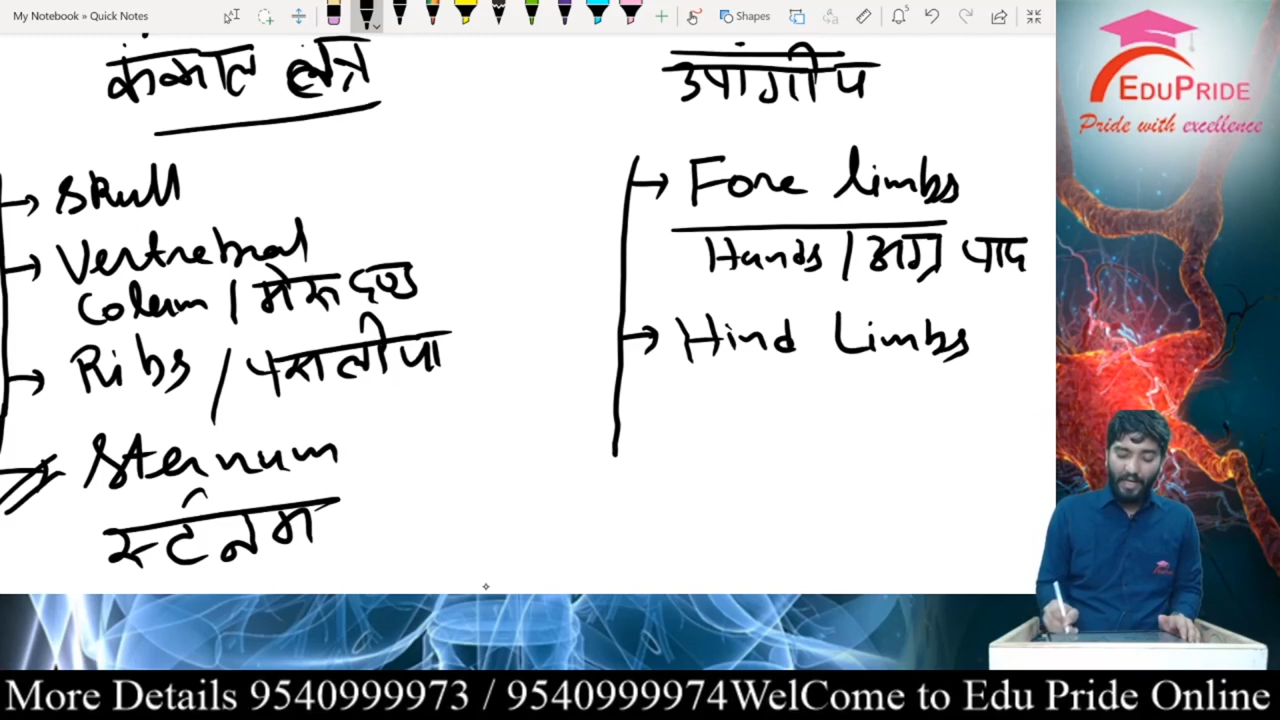 My Notebook » Quick Notes
Shapes
कंकाल तंत्र
उपांगीय
EDUPRIDE
Pride with excellence
→ Skull
→ Vertrebral
Colum / मेरुदण्ड
→ Ribs / पसलीया
→ Sternum
स्टर्नम
→ Fore limbs
Hands / अग्र पाद
→ Hind Limbs
More Details 9540999973 / 9540999974WelCome to Edu Pride Online